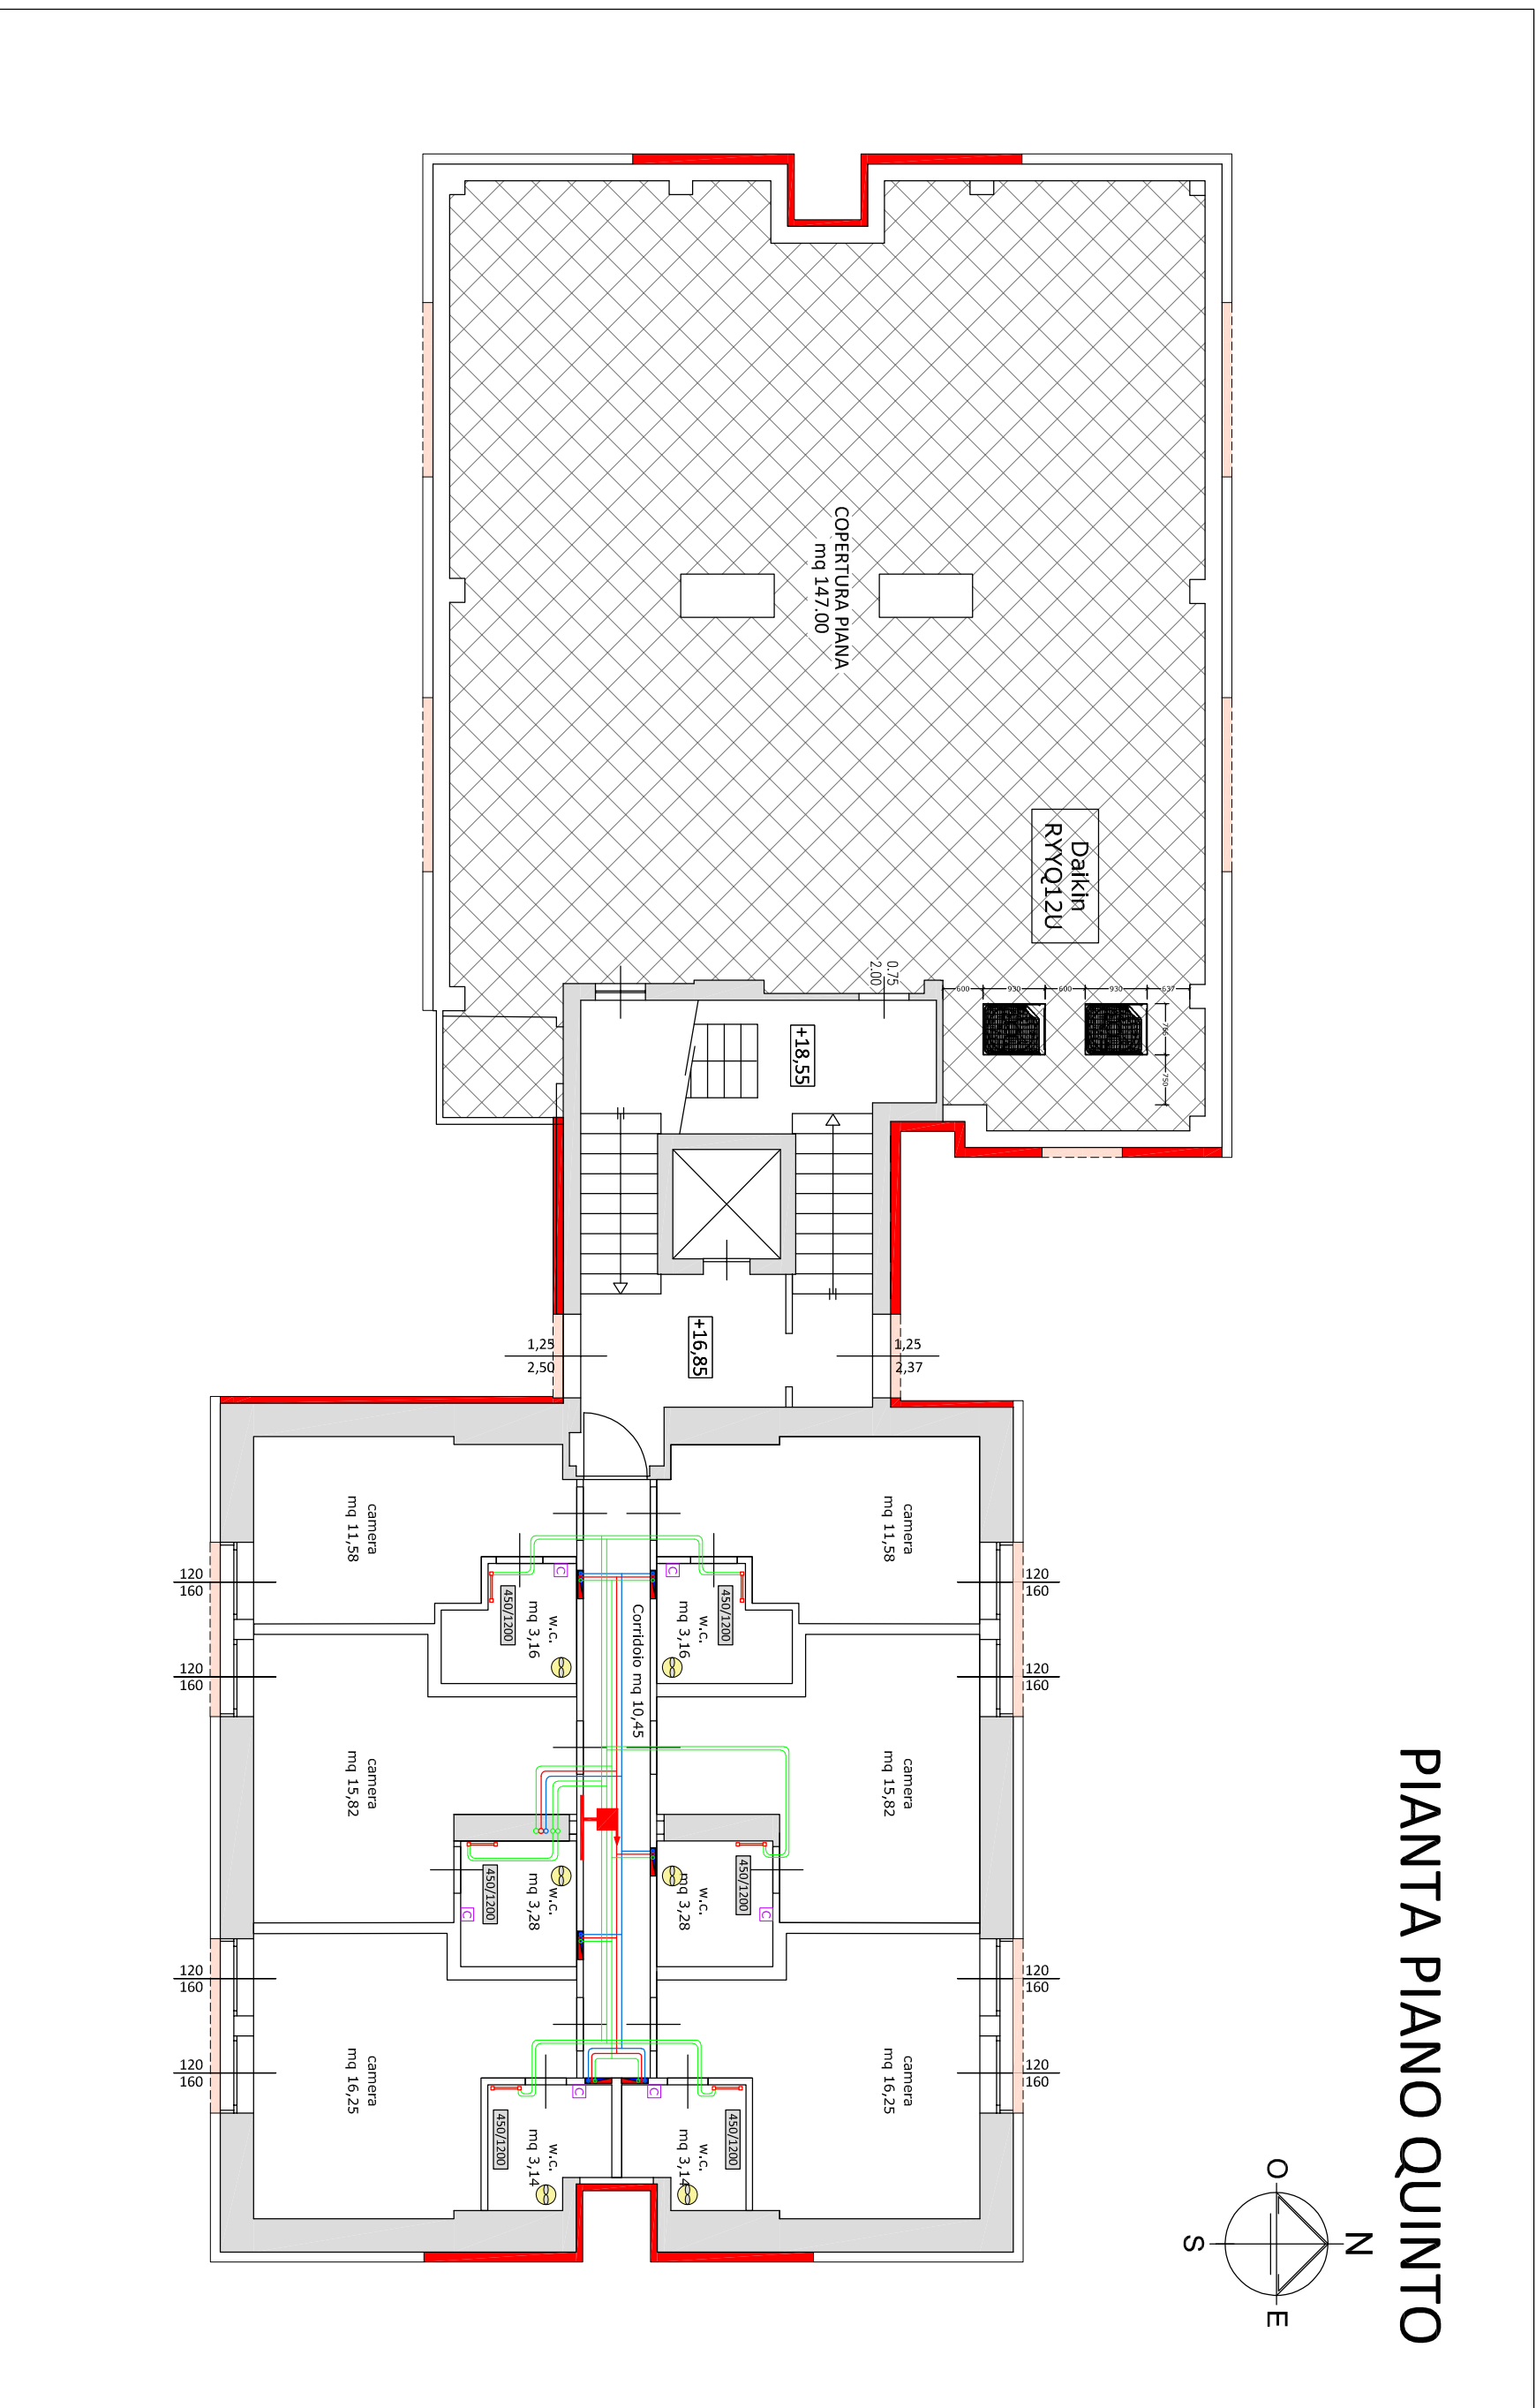 PIANTA PIANO QUINTO
N
O
E
S
COPERTURA PIANA
mq 147.00
Daikin
RYYQ12U
600
930
600
930
637
766
750
0.75
2.00
+18,55
+16,85
1,25
2,50
1,25
2,37
camera
mq 11,58
camera
mq 11,58
120
160
120
160
C
C
450/1200
450/1200
w.c.
mq 3,16
w.c.
mq 3,16
Corridoio mq 10,45
120
160
120
160
camera
mq 15,82
camera
mq 15,82
450/1200
450/1200
w.c.
mq 3,28
w.c.
mq 3,28
C
C
120
160
120
160
camera
mq 16,25
camera
mq 16,25
120
160
120
160
C
C
450/1200
450/1200
w.c.
mq 3,14
w.c.
mq 3,14